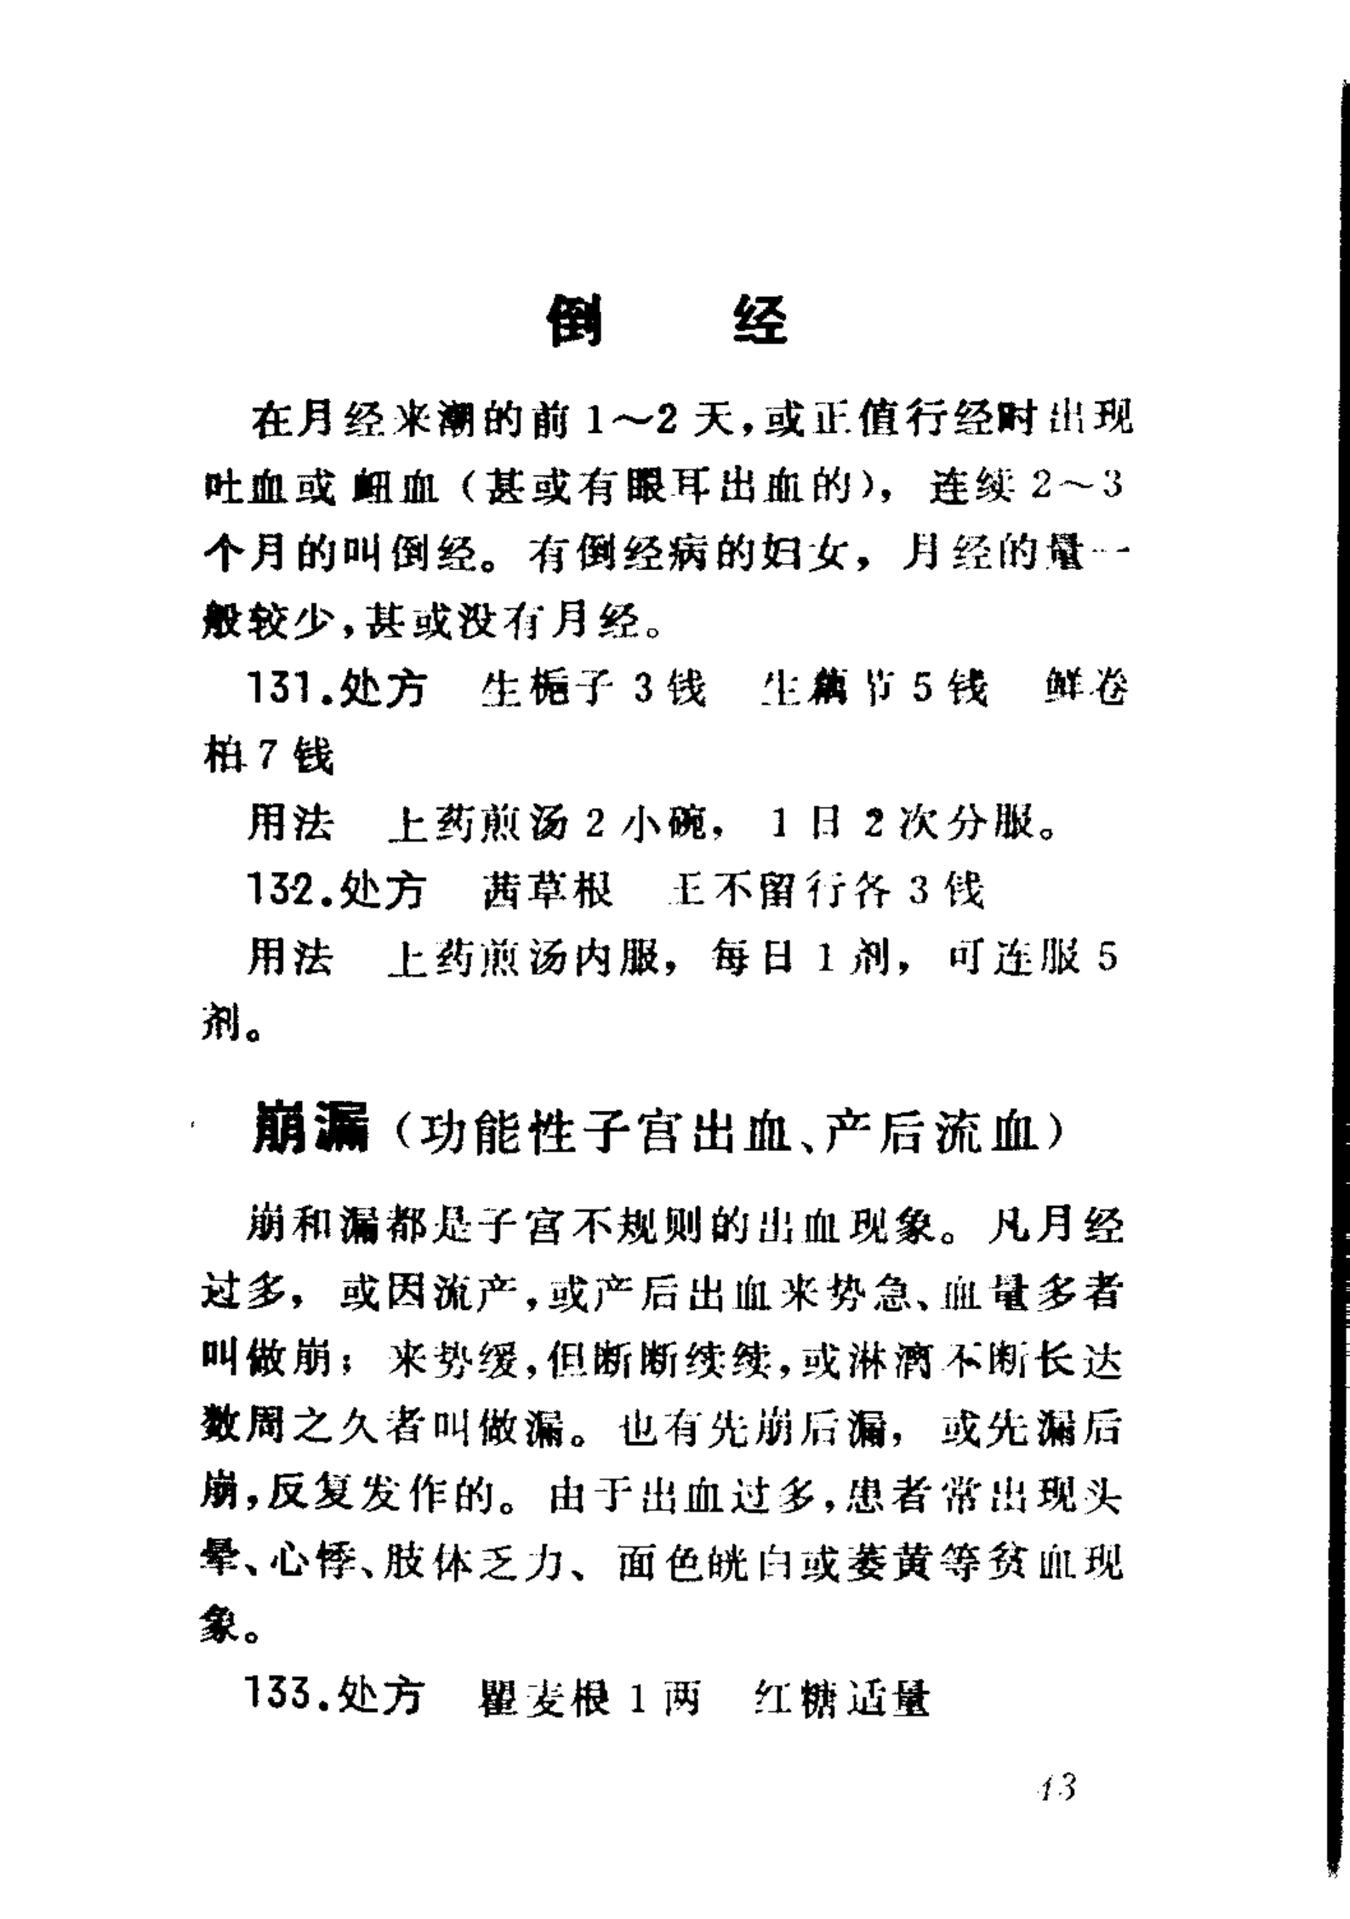 倒　经
在月经来潮的前1～2天，或正值行经时出现
吐血或衄血（甚或有眼耳出血的），连续2～3
个月的叫倒经。有倒经病的妇女，月经的量一
般较少，甚或没有月经。
131.处方　生栀子3钱　生藕节5钱　鲜卷
柏7钱
用法　上药煎汤2小碗，1日2次分服。
132.处方　茜草根　王不留行各3钱
用法　上药煎汤内服，每日1剂，可连服5
剂。
崩漏（功能性子宫出血、产后流血）
崩和漏都是子宫不规则的出血现象。凡月经
过多，或因流产，或产后出血来势急、血量多者
叫做崩；来势缓，但断断续续，或淋漓不断长达
数周之久者叫做漏。也有先崩后漏，或先漏后
崩，反复发作的。由于出血过多，患者常出现头
晕、心悸、肢体乏力、面色㿠白或萎黄等贫血现
象。
133.处方　瞿麦根1两　红糖适量
43